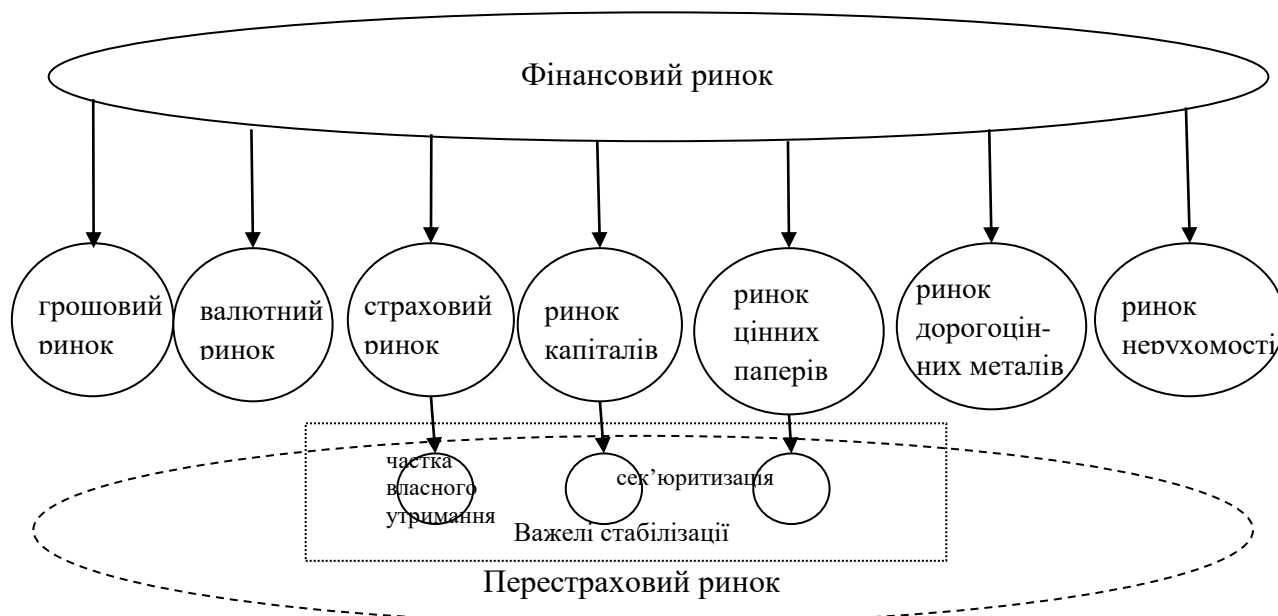 Фінансовий ринок
грошовий
ринок
валютний
ринок
страховий
ринок
ринок
капіталів
ринок
цінних
паперів
ринок
дорогоцін-
них металів
ринок
нерухомості
частка
власного
утримання
сек’юритизація
Важелі стабілізації
Перестраховий ринок